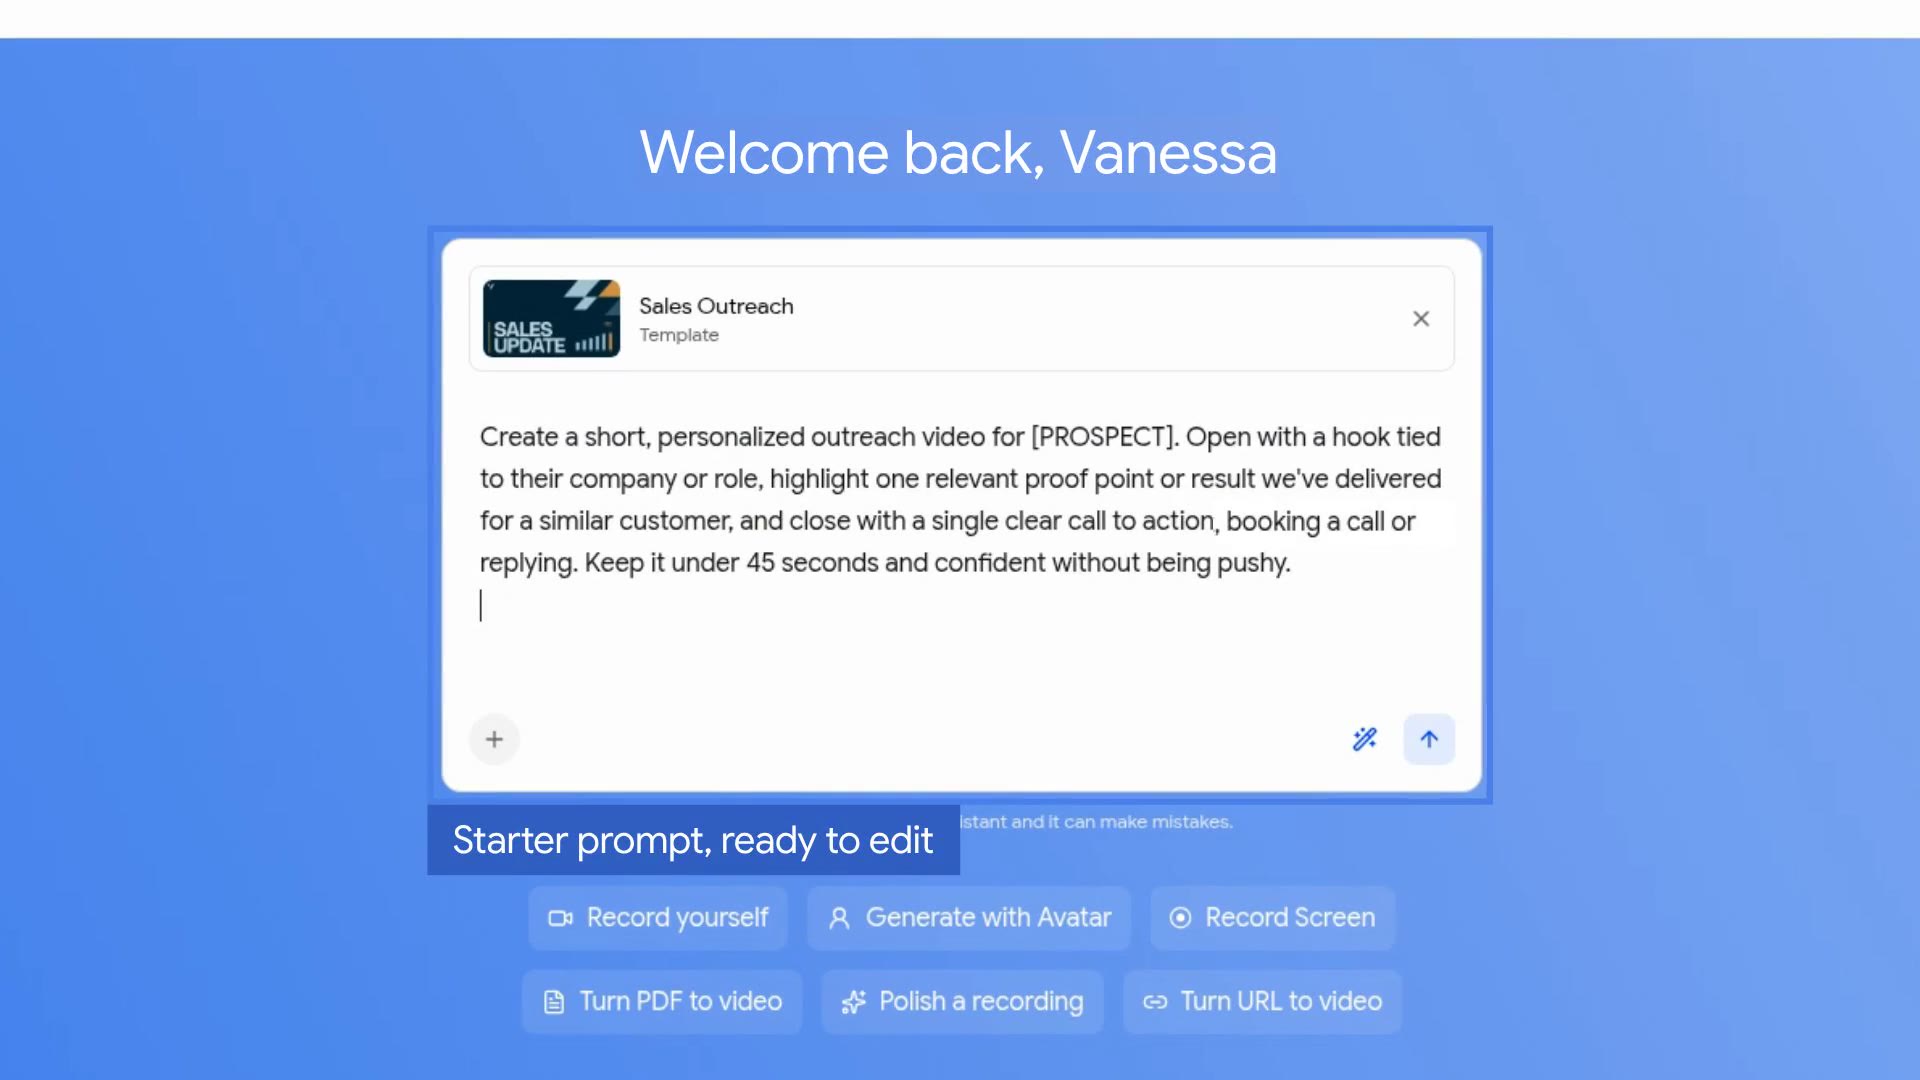 Welcome back, Vanessa
SALES
UPDATE
Sales Outreach
Template
Create a short, personalized outreach video for [PROSPECT]. Open with a hook tied
to their company or role, highlight one relevant proof point or result we've delivered
for a similar customer, and close with a single clear call to action, booking a call or
replying. Keep it under 45 seconds and confident without being pushy.
istant and it can make mistakes.
Starter prompt, ready to edit
Record yourself
Generate with Avatar
Record Screen
Turn PDF to video
Polish a recording
Turn URL to video